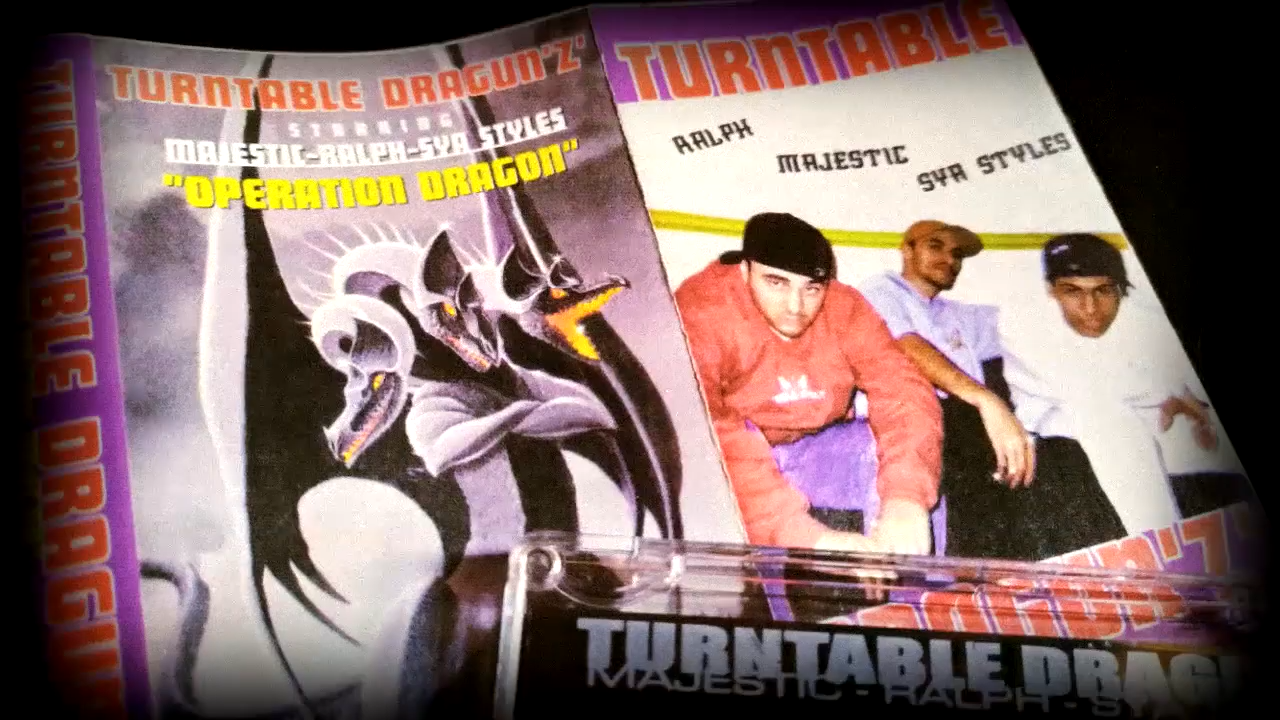 TURNTABLE DRAGUN
TURNTABLE DRAGUN'Z'
STARRING
MAJESTIC-RALPH-SYA STYLES
"OPERATION DRAGON"
TURNTABLE
RALPH
MAJESTIC
SYA STYLES
DRAGUN'Z'
TURNTABLE DRAG
MAJESTIC - RALPH - SY